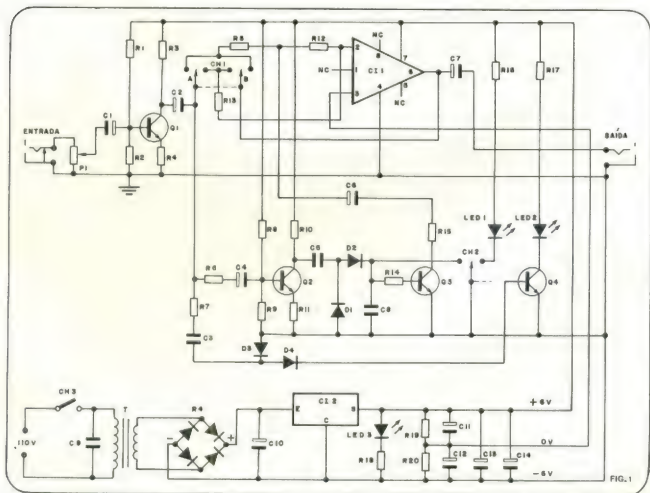 R1
R3
R5
R12
CH1
A
B
R13
NC
2
8
7
NC
1
CI1
6
3
4
5
NC
C7
R16
R17
ENTRADA
P1
C1
C2
Q1
R2
R4
SAÍDA
R8
R10
C6
R15
LED1
LED2
R6
C4
Q2
C5
D2
R14
Q3
CH2
Q4
R7
R9
R11
D1
C8
C3
D3
D4
CH3
110V
C9
T
R4
-
+
C10
E
CI2
S
C
LED3
R18
R19
R20
C11
C12
C13
C14
+6V
0V
-6V
FIG.1